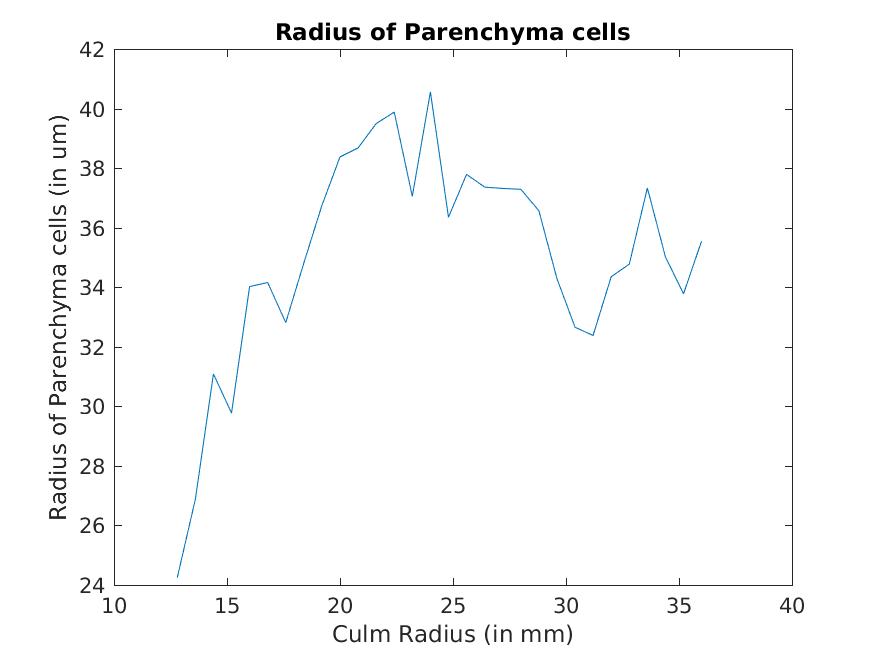 Radius of Parenchyma cells
Radius of Parenchyma cells (in um)
42
40
38
36
34
32
30
28
26
24
10 15 20 25 30 35 40
Culm Radius (in mm)